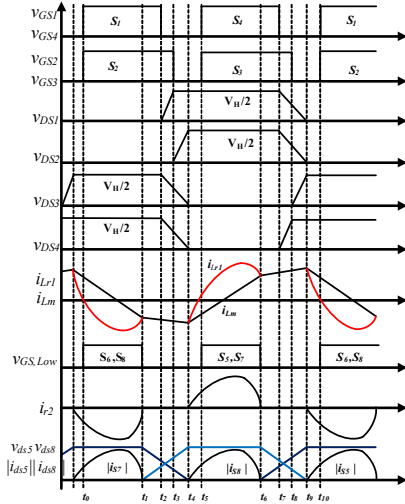 vGS1 S1 S4 S1
vGS4
vGS2 S2 S3 S2
vGS3
VH/2
vDS1
VH/2
vDS2
VH/2
vDS3
VH/2
vDS4
iLr1
iLr1
iLm
iLm
vGS,Low S6,S8 S5,S7 S6,S8
ir2
vds5 vds8
|ids5||ids8 | |iS7| |iS8| |iS5|
t0 t1 t2 t3 t4 t5 t6 t7 t8 t9 t10